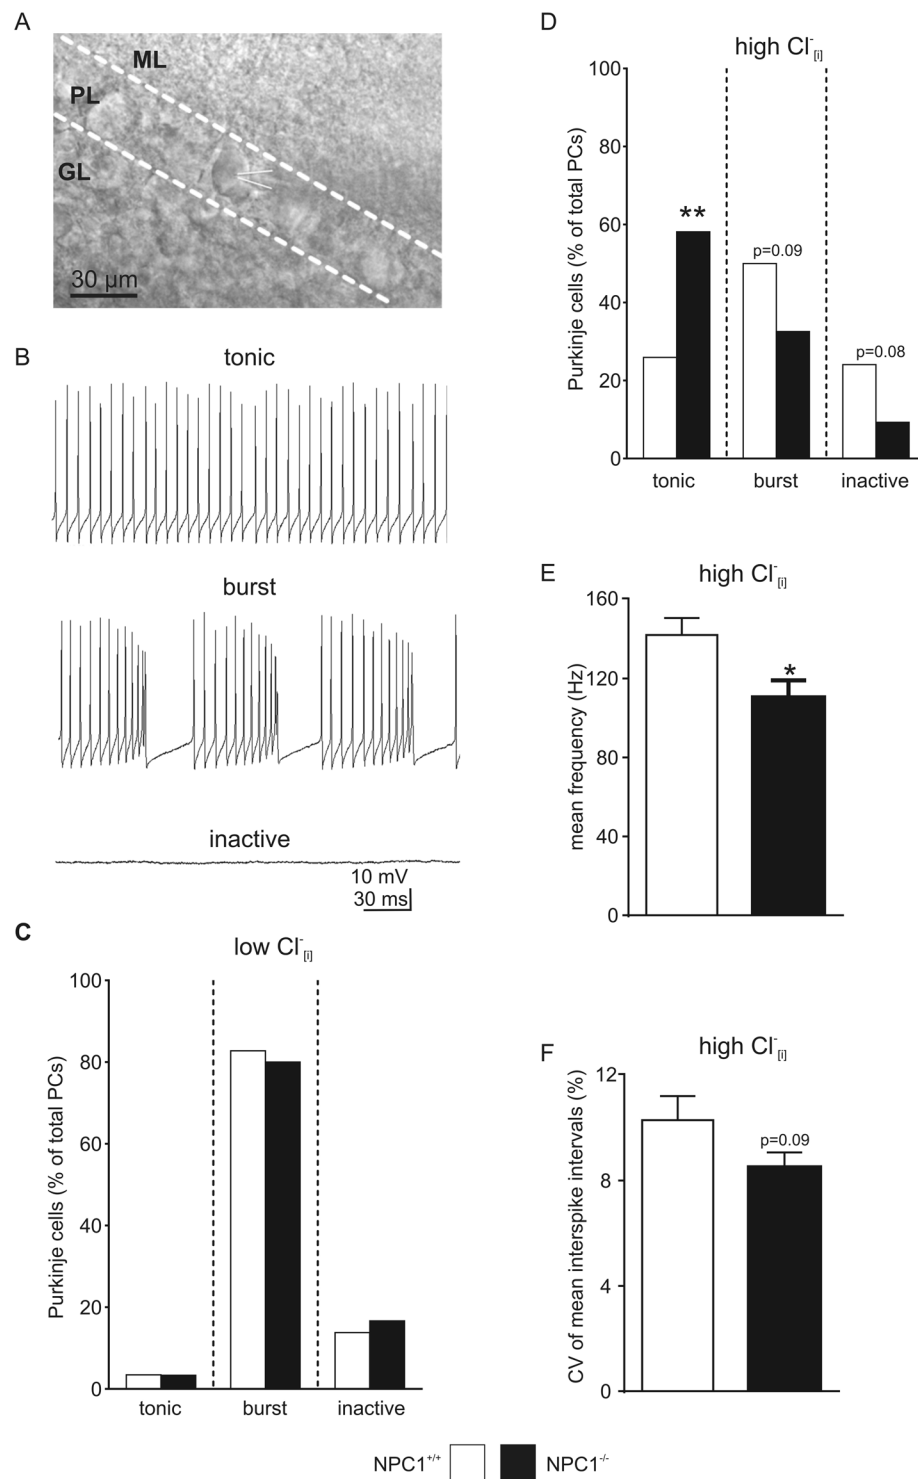 A
ML
PL
GL
30 µm
B
tonic
burst
inactive
10 mV
30 ms
C
low Cl⁻[i]
Purkinje cells (% of total PCs)
100
80
60
40
20
0
tonic burst inactive
D
high Cl⁻[i]
Purkinje cells (% of total PCs)
100
80
60
40
20
0
**
p=0.09
p=0.08
tonic burst inactive
E
high Cl⁻[i]
mean frequency (Hz)
160
120
80
40
0
*
F
high Cl⁻[i]
CV of mean interspike intervals (%)
12
8
4
0
p=0.09
NPC1⁺/⁺ NPC1⁻/⁻